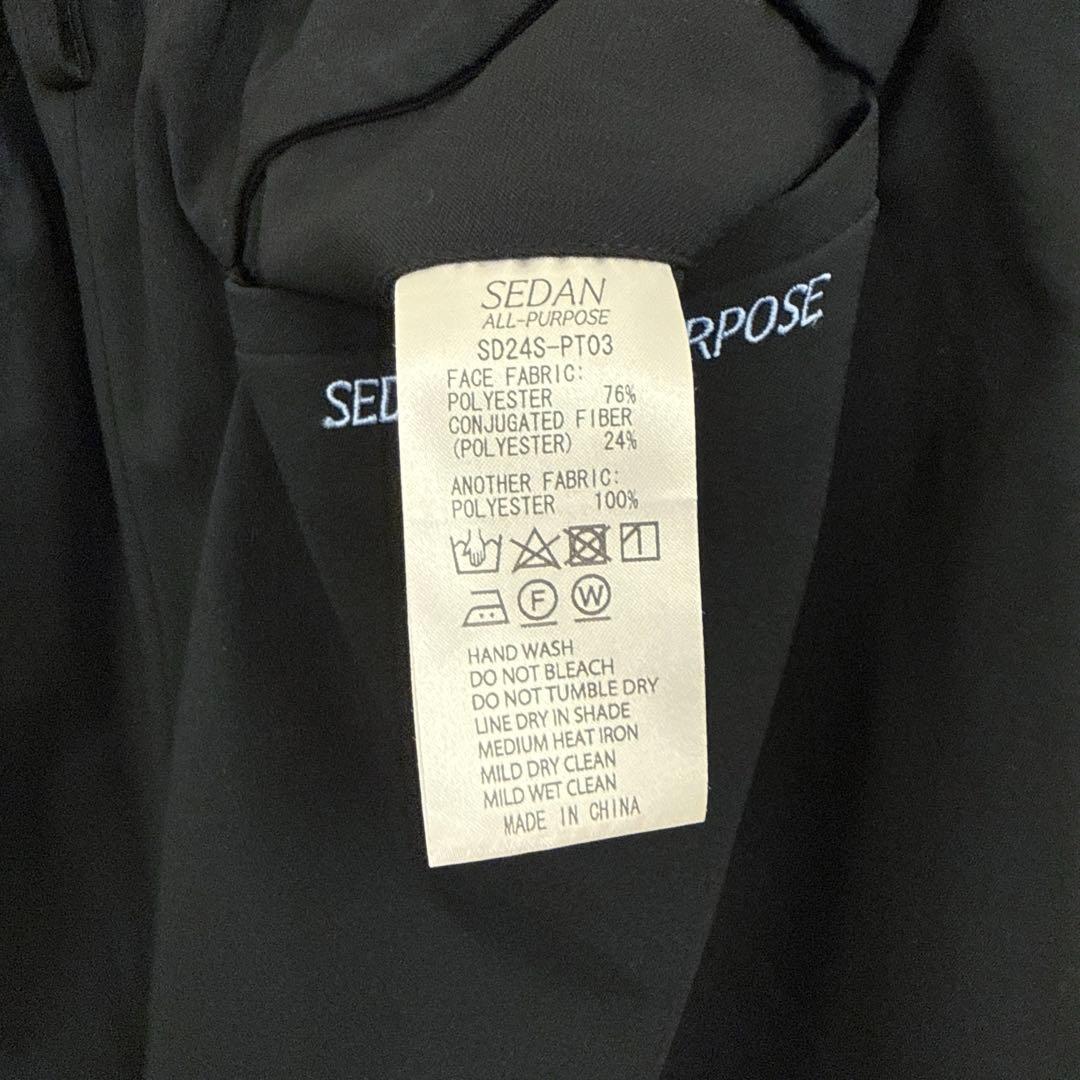 SEDAN
ALL-PURPOSE
SD24S-PT03
FACE FABRIC:
POLYESTER 76%
CONJUGATED FIBER
(POLYESTER) 24%
ANOTHER FABRIC:
POLYESTER 100%
F W
HAND WASH
DO NOT BLEACH
DO NOT TUMBLE DRY
LINE DRY IN SHADE
MEDIUM HEAT IRON
MILD DRY CLEAN
MILD WET CLEAN
MADE IN CHINA
SED RPOSE